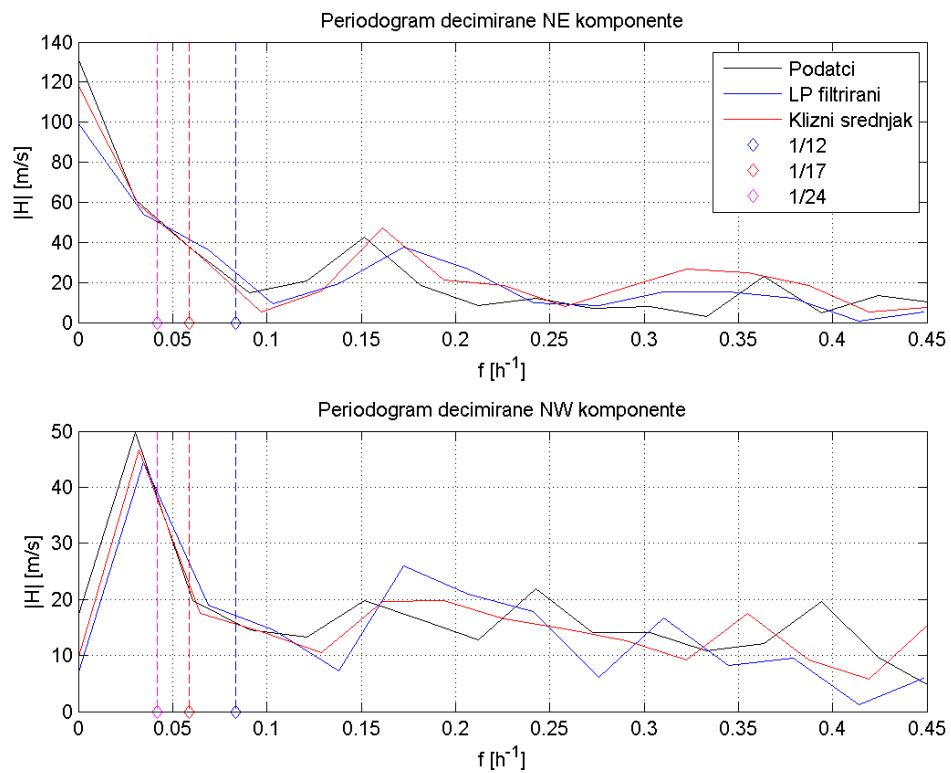 Periodogram decimirane NE komponente
140
120
100
80
60
40
20
0
|H| [m/s]
Podatci
LP filtrirani
Klizni srednjak
1/12
1/17
1/24
0 0.05 0.1 0.15 0.2 0.25 0.3 0.35 0.4 0.45
f [h-1]
Periodogram decimirane NW komponente
50
40
30
20
10
0
|H| [m/s]
0 0.05 0.1 0.15 0.2 0.25 0.3 0.35 0.4 0.45
f [h-1]